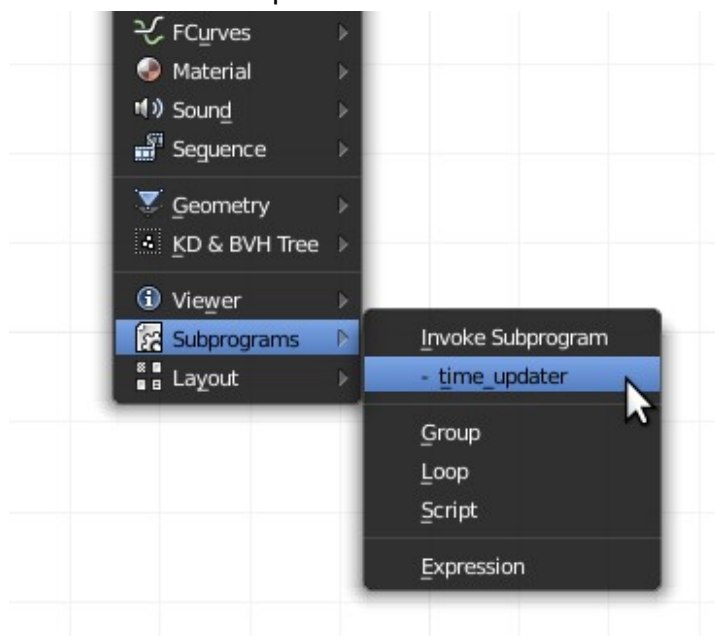 FCurves
Material
Sound
Sequence
Geometry
KD & BVH Tree
Viewer
Subprograms
Layout
Invoke Subprogram
- time_updater
Group
Loop
Script
Expression